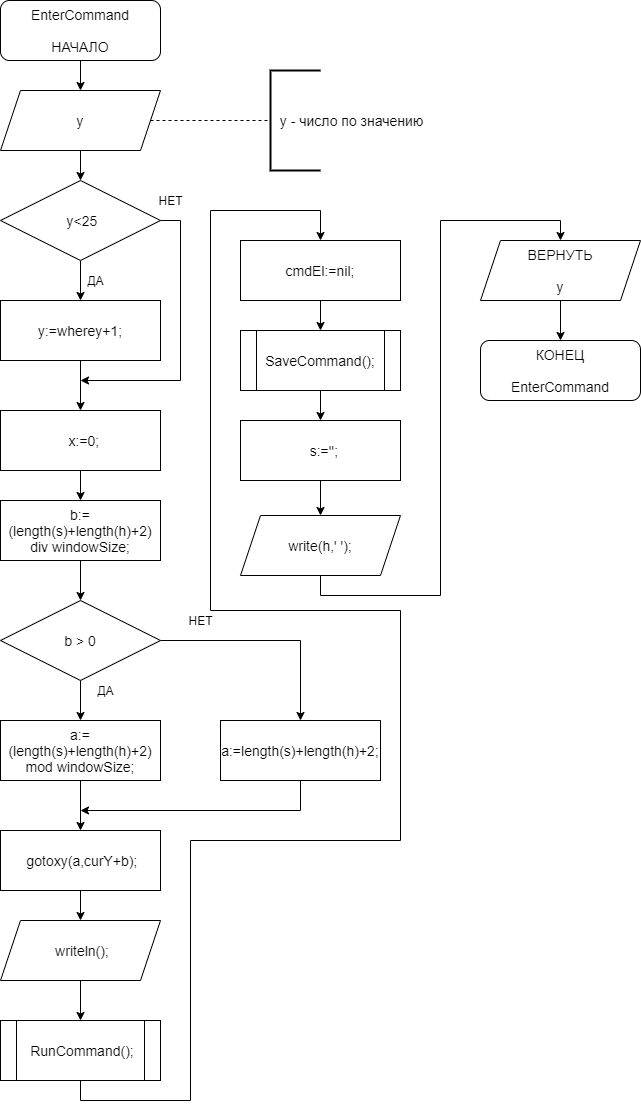 EnterCommand
НАЧАЛО
y
y - число по значению
y<25
НЕТ
ДА
y:=wherey+1;
x:=0;
b:=
(length(s)+length(h)+2)
div windowSize;
b > 0
НЕТ
ДА
a:=
(length(s)+length(h)+2)
mod windowSize;
a:=length(s)+length(h)+2;
gotoxy(a,curY+b);
writeln();
RunCommand();
cmdEl:=nil;
SaveCommand();
s:='';
write(h,' ');
ВЕРНУТЬ
y
КОНЕЦ
EnterCommand